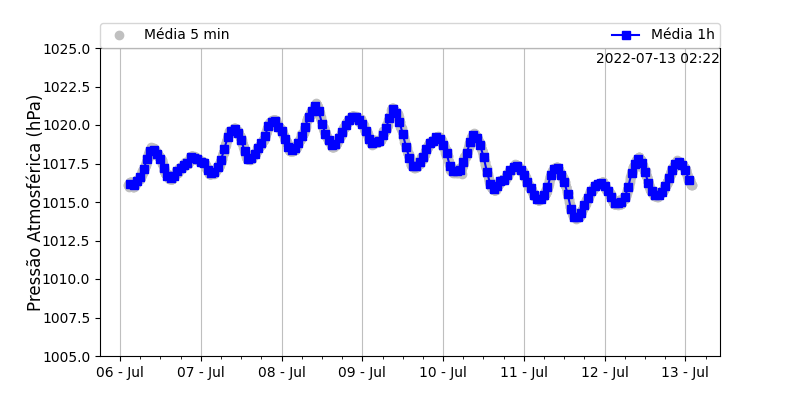 Média 5 min
Média 1h
2022-07-13 02:22
Pressão Atmosférica (hPa)
1025.0
1022.5
1020.0
1017.5
1015.0
1012.5
1010.0
1007.5
1005.0
06 - Jul
07 - Jul
08 - Jul
09 - Jul
10 - Jul
11 - Jul
12 - Jul
13 - Jul